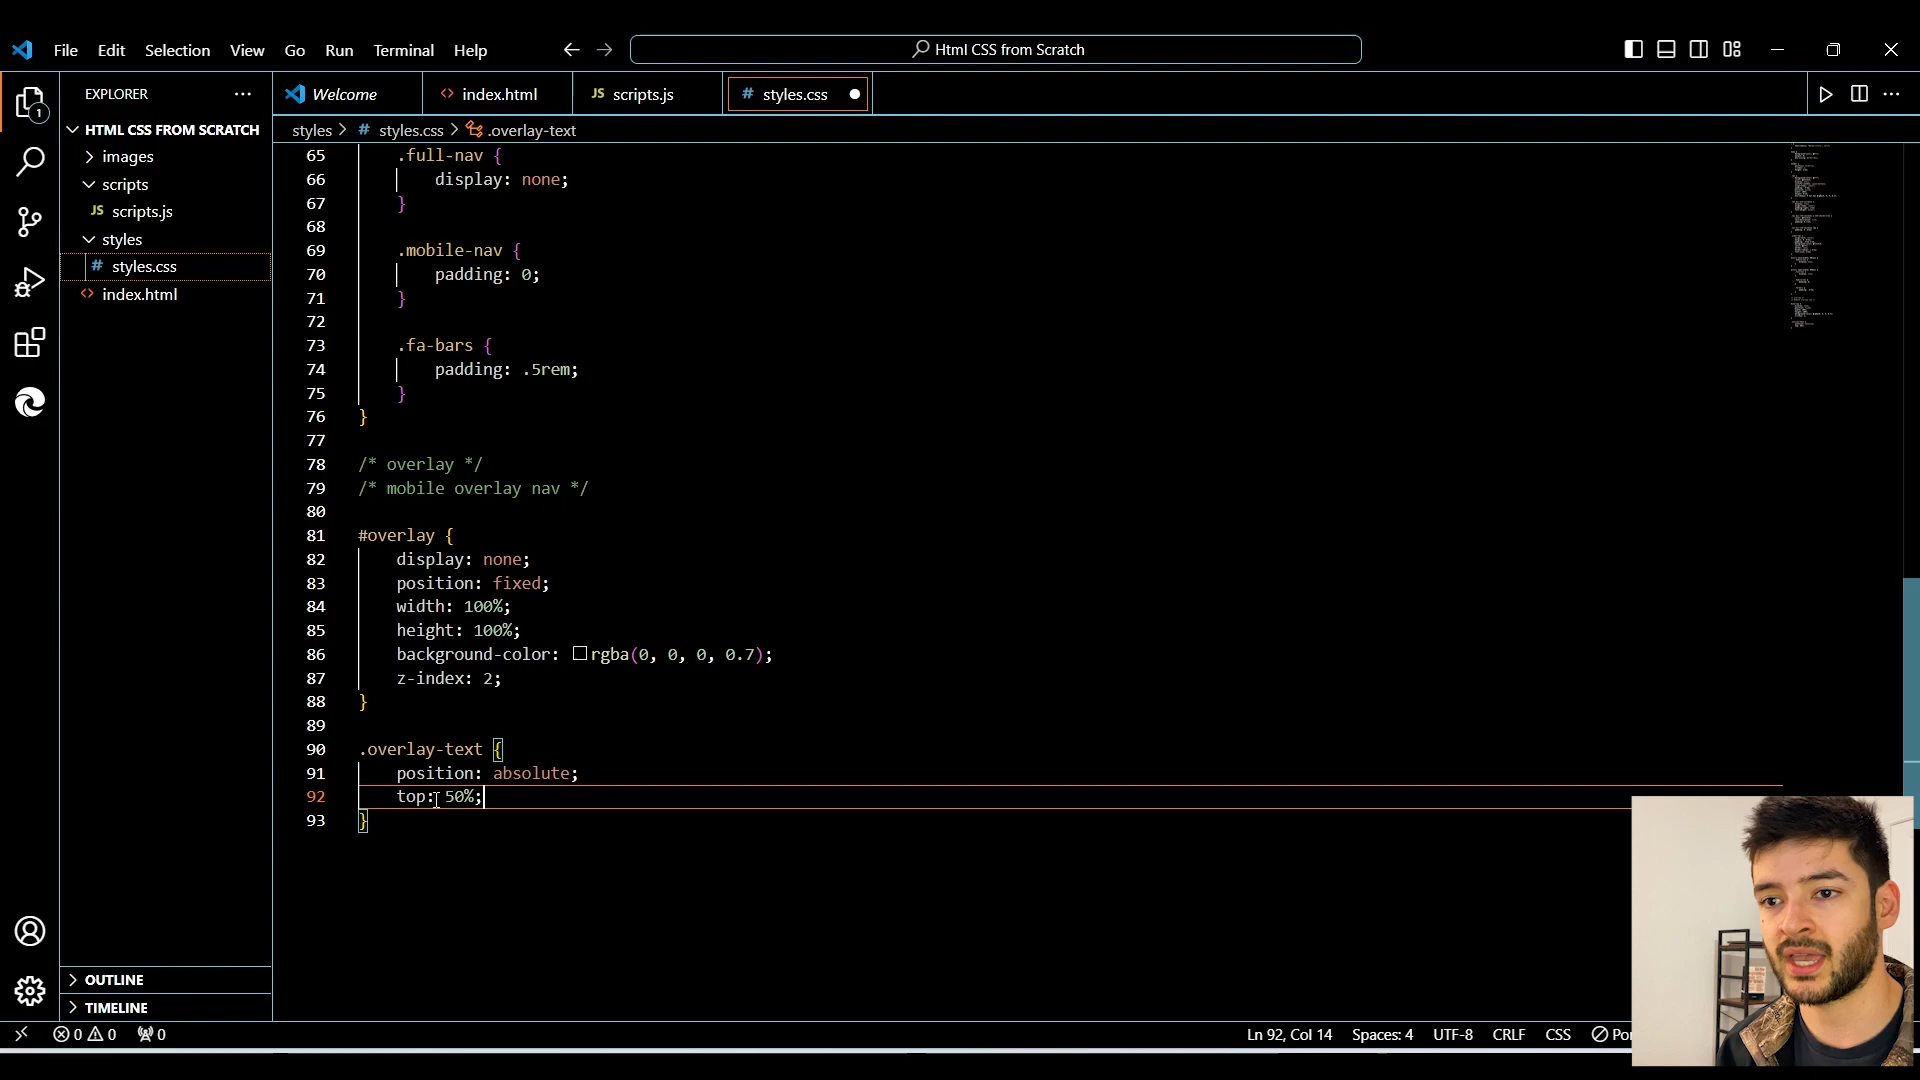 File Edit Selection View Go Run Terminal Help
Html CSS from Scratch
EXPLORER ...
1
Welcome
<> index.html
JS scripts.js
# styles.css
HTML CSS FROM SCRATCH
images
scripts
JS scripts.js
styles
# styles.css
<> index.html
styles > # styles.css > .overlay-text
65 .full-nav {
66 display: none;
67 }
68
69 .mobile-nav {
70 padding: 0;
71 }
72
73 .fa-bars {
74 padding: .5rem;
75 }
76 }
77
78 /* overlay */
79 /* mobile overlay nav */
80
81 #overlay {
82 display: none;
83 position: fixed;
84 width: 100%;
85 height: 100%;
86 background-color: rgba(0, 0, 0, 0.7);
87 z-index: 2;
88 }
89
90 .overlay-text {
91 position: absolute;
92 top: 50%;
93 }
OUTLINE
TIMELINE
0 0 0
Ln 92, Col 14 Spaces: 4 UTF-8 CRLF CSS